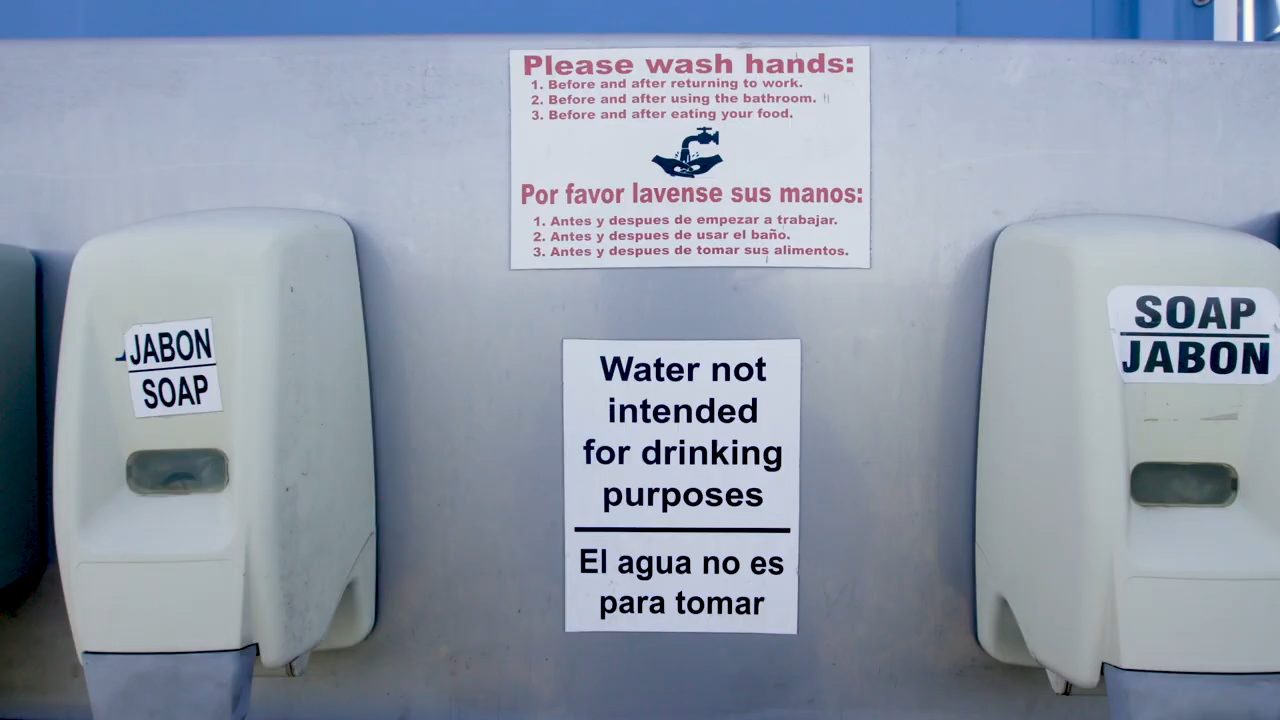 Please wash hands:
1. Before and after returning to work.
2. Before and after using the bathroom.
3. Before and after eating your food.
Por favor lavense sus manos:
1. Antes y despues de empezar a trabajar.
2. Antes y despues de usar el baño.
3. Antes y despues de tomar sus alimentos.
JABON
SOAP
Water not
intended
for drinking
purposes
El agua no es
para tomar
SOAP
JABON